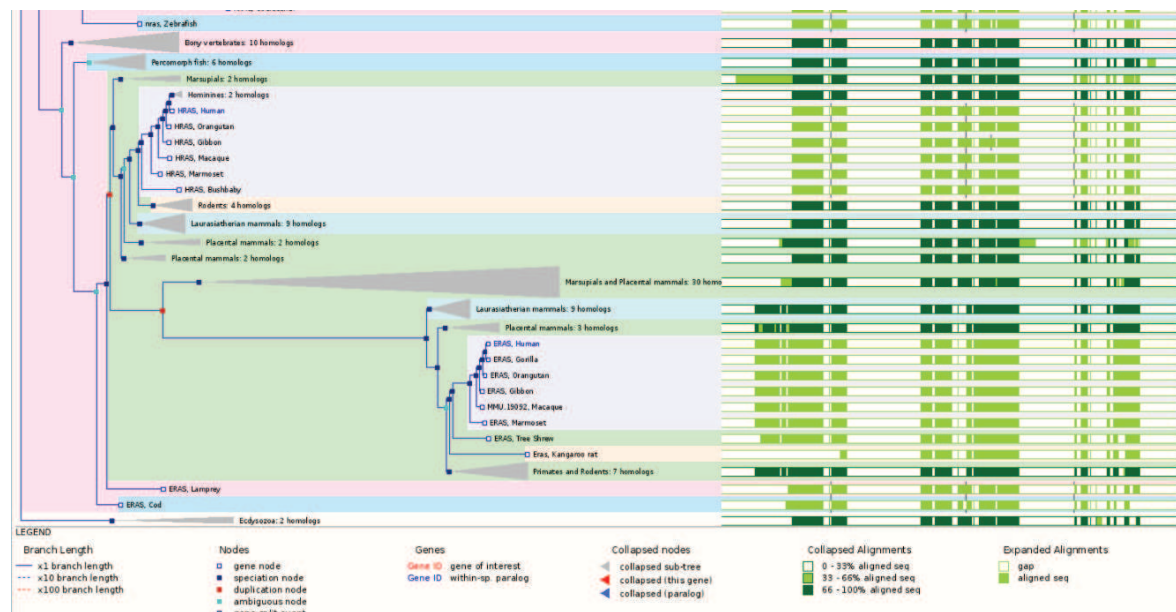 nras, Zebrafish
Bony vertebrates: 10 homologs
Percomorph fish: 6 homologs
Marsupials: 2 homologs
Hominines: 2 homologs
HRAS, Human
HRAS, Orangutan
HRAS, Gibbon
HRAS, Macaque
HRAS, Marmoset
HRAS, Bushbaby
Rodents: 4 homologs
Laurasiatherian mammals: 9 homologs
Placental mammals: 2 homologs
Placental mammals: 2 homologs
Marsupials and Placental mammals: 30 homo
Laurasiatherian mammals: 9 homologs
Placental mammals: 3 homologs
ERAS, Human
ERAS, Gorilla
ERAS, Orangutan
ERAS, Gibbon
MMU.19092, Macaque
ERAS, Marmoset
ERAS, Tree Shrew
Eras, Kangaroo rat
Primates and Rodents: 7 homologs
ERAS, Lamprey
ERAS, Cod
Ecdysozoa: 2 homologs
LEGEND
Branch Length Nodes Genes Collapsed nodes Collapsed Alignments Expanded Alignments
x1 branch length gene node Gene ID gene of interest collapsed sub-tree 0 - 33% aligned seq gap
x10 branch length speciation node Gene ID within-sp. paralog collapsed (this gene) 33 - 66% aligned seq aligned seq
x100 branch length duplication node collapsed (paralog) 66 - 100% aligned seq
ambiguous node